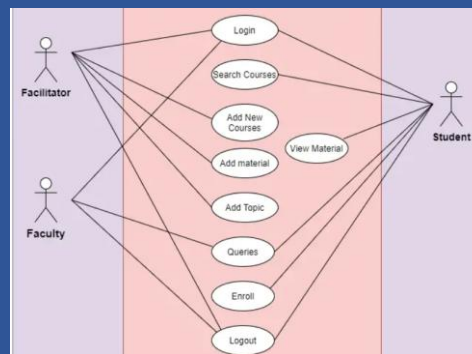 Login
Search Courses
Facilitator
Add New
Courses
Student
View Material
Add material
Add Topic
Faculty
Queries
Enroll
Logout